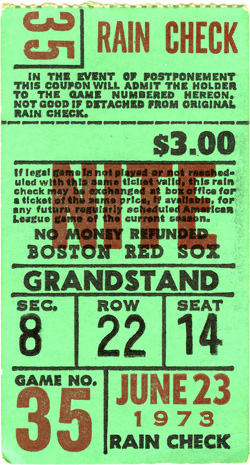 35
RAIN CHECK
IN THE EVENT OF POSTPONEMENT
THIS COUPON WILL ADMIT THE HOLDER
TO THE GAME NUMBERED HEREON.
NOT GOOD IF DETACHED FROM ORIGINAL
RAIN CHECK.
$3.00
If legal game is not played or not resched-
uled with this ticket valid, this rain
check may be exchanged at box office for
a ticket of the same price, if available, for
any future regularly scheduled American
League game of the current season.
NITE
NO MONEY REFUNDED
BOSTON RED SOX
GRANDSTAND
SEC. ROW SEAT
8 22 14
GAME NO.
35
JUNE 23
1973
RAIN CHECK